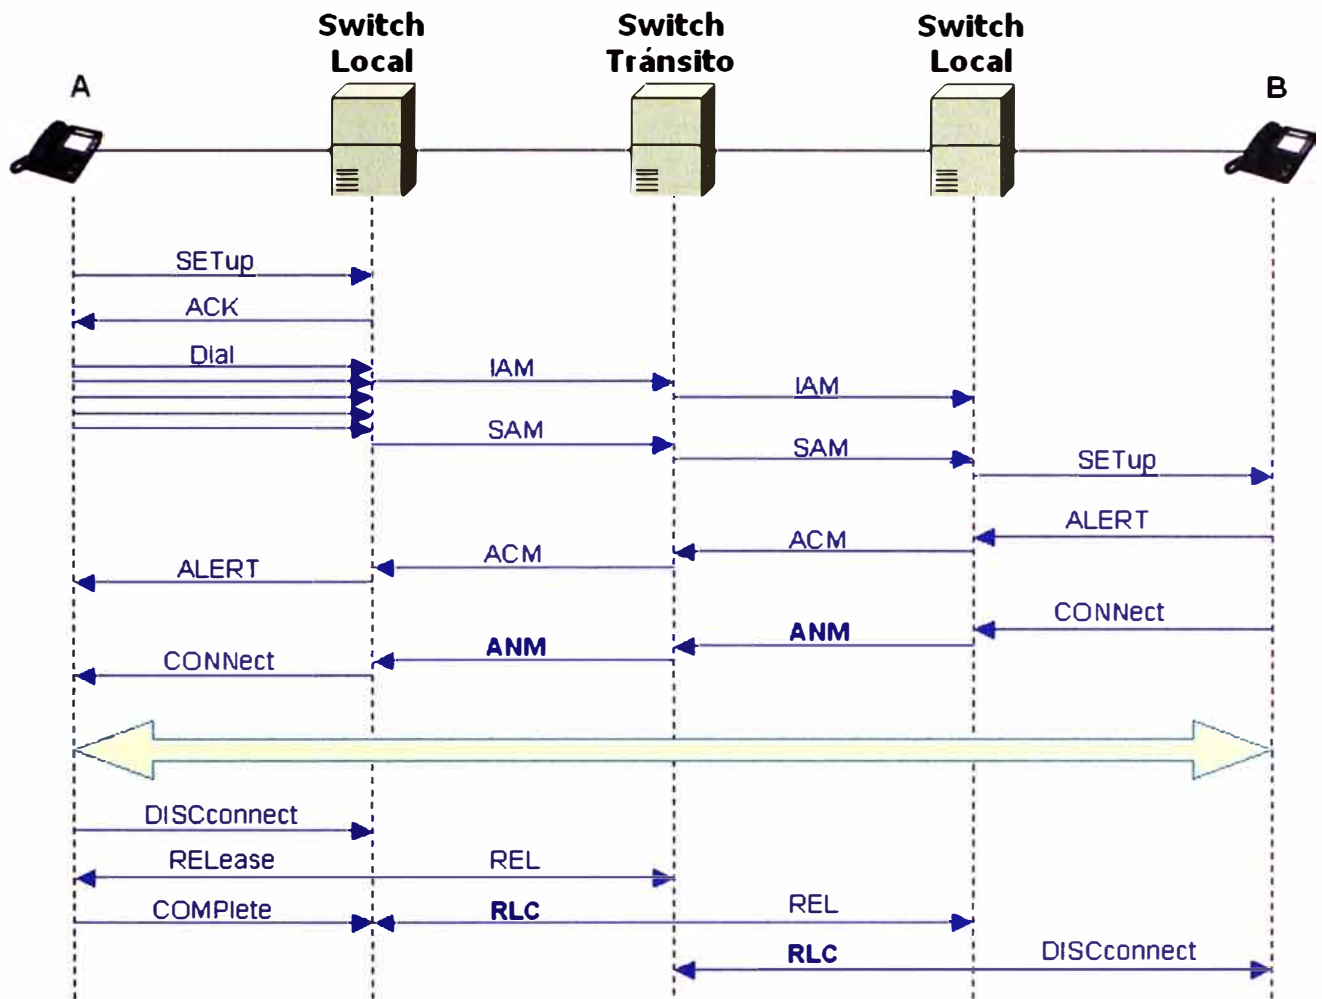 Switch Local
Switch Tránsito
Switch Local
A
B
SETup
ACK
Dial
IAM
IAM
SAM
SAM
SETup
ALERT
ACM
ACM
ALERT
CONNect
ANM
ANM
CONNect
DISCconnect
RELease
REL
COMPlete
RLC
REL
RLC
DISCconnect